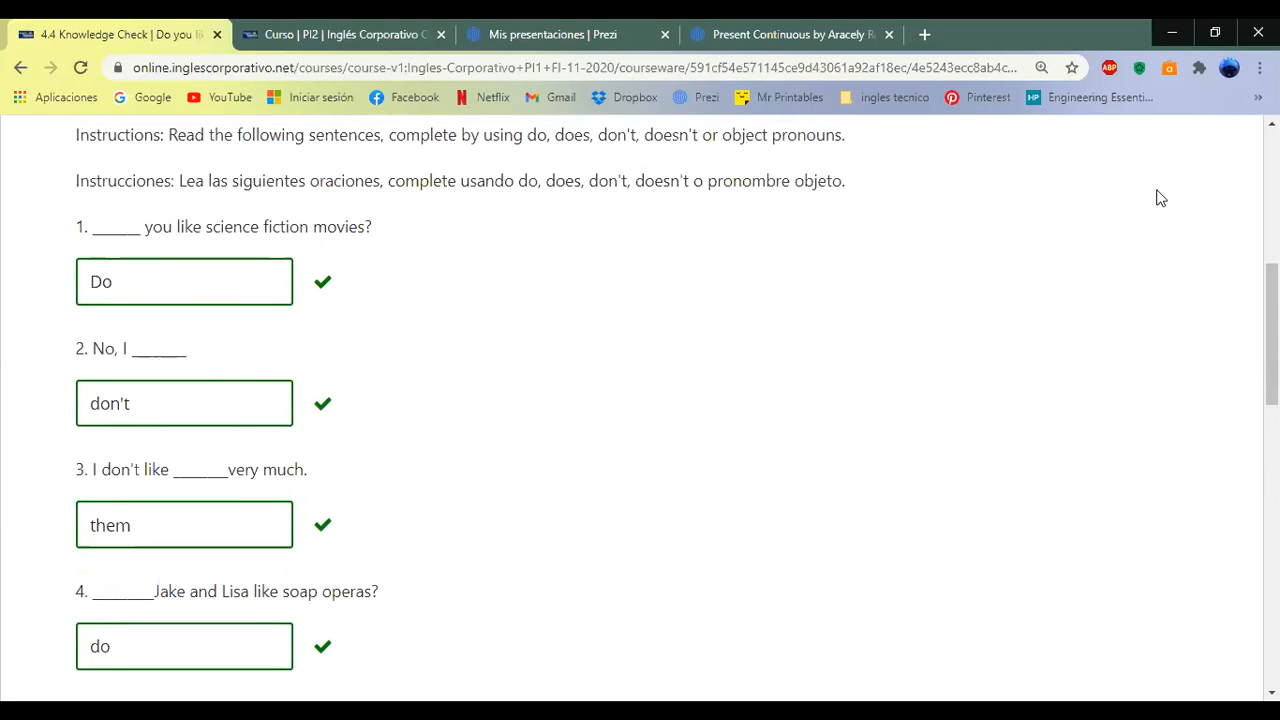 4.4 Knowledge Check | Do you li
Curso | PI2 | Inglés Corporativo C
Mis presentaciones | Prezi
Present Continuous by Aracely R
online.inglescorporativo.net/courses/course-v1:Ingles-Corporativo+PI1+FI-11-2020/courseware/591cf54e571145ce9d43061a92af18ec/4e5243ecc8ab4c...
ABP
Aplicaciones
Google
YouTube
Iniciar sesión
Facebook
Netflix
Gmail
Dropbox
Prezi
Mr Printables
ingles tecnico
Pinterest
Engineering Essenti...
Instructions: Read the following sentences, complete by using do, does, don't, doesn't or object pronouns.
Instrucciones: Lea las siguientes oraciones, complete usando do, does, don't, doesn't o pronombre objeto.
1. ______ you like science fiction movies?
Do
2. No, I _______
don't
3. I don't like _______very much.
them
4. ________Jake and Lisa like soap operas?
do